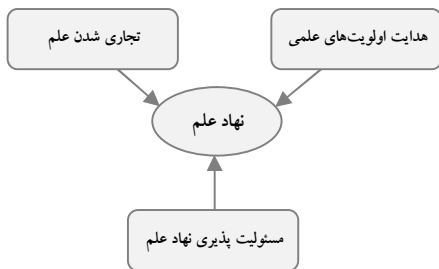 هدایت اولویت‌های علمی
تجاری شدن علم
نهاد علم
مسئولیت پذیری نهاد علم